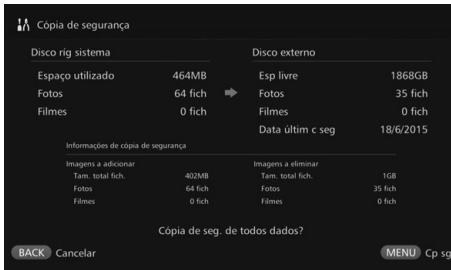 Cópia de segurança
Disco ríg sistema
Espaço utilizado 464MB
Fotos 64 fich
Filmes 0 fich
Disco externo
Esp livre 1868GB
Fotos 35 fich
Filmes 0 fich
Data últim c seg 18/6/2015
Informações de cópia de segurança
Imagens a adicionar
Tam. total fich. 402MB
Fotos 64 fich
Filmes 0 fich
Imagens a eliminar
Tam. total fich. 1GB
Fotos 35 fich
Filmes 0 fich
Cópia de seg. de todos dados?
BACK Cancelar
MENU Cp sg